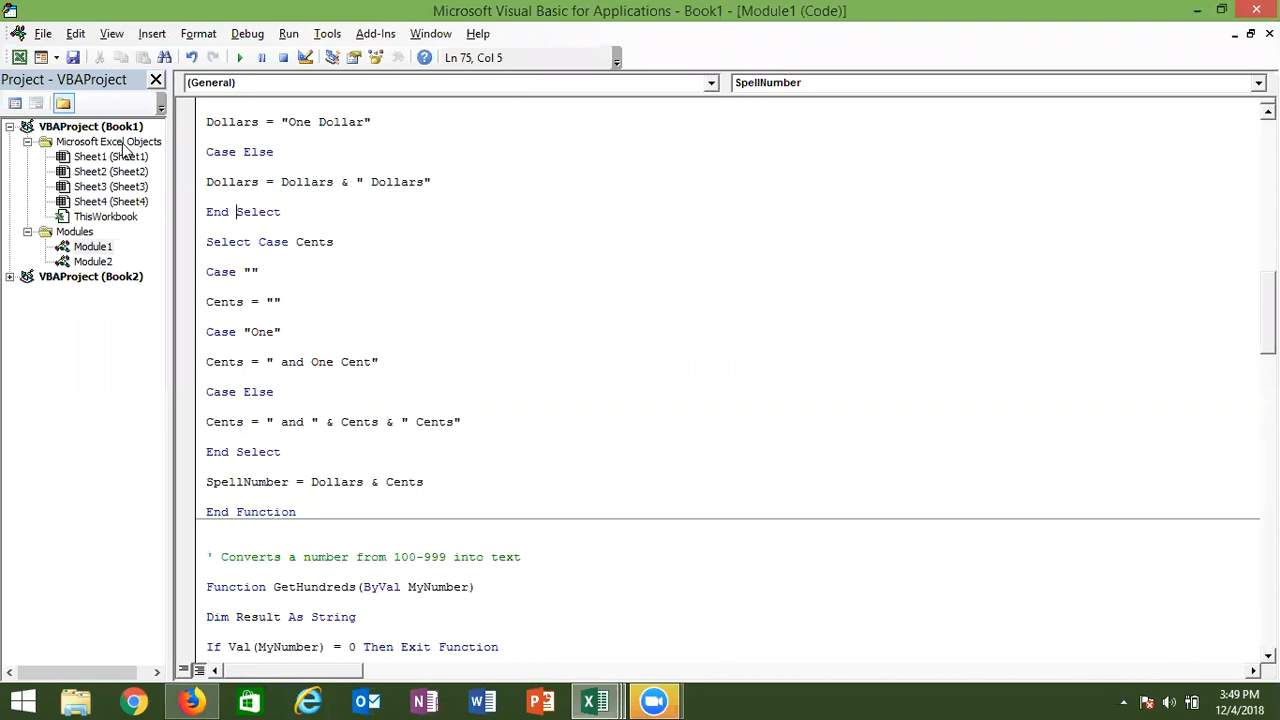 Microsoft Visual Basic for Applications - Book1 - [Module1 (Code)]
File Edit View Insert Format Debug Run Tools Add-Ins Window Help
Ln 75, Col 5
Project - VBAProject
(General)
SpellNumber
VBAProject (Book1)
Microsoft Excel Objects
Sheet1 (Sheet1)
Sheet2 (Sheet2)
Sheet3 (Sheet3)
Sheet4 (Sheet4)
ThisWorkbook
Modules
Module1
Module2
VBAProject (Book2)
Dollars = "One Dollar"
Case Else
Dollars = Dollars & " Dollars"
End Select
Select Case Cents
Case ""
Cents = ""
Case "One"
Cents = " and One Cent"
Case Else
Cents = " and " & Cents & " Cents"
End Select
SpellNumber = Dollars & Cents
End Function
' Converts a number from 100-999 into text
Function GetHundreds(ByVal MyNumber)
Dim Result As String
If Val(MyNumber) = 0 Then Exit Function
3:49 PM
12/4/2018